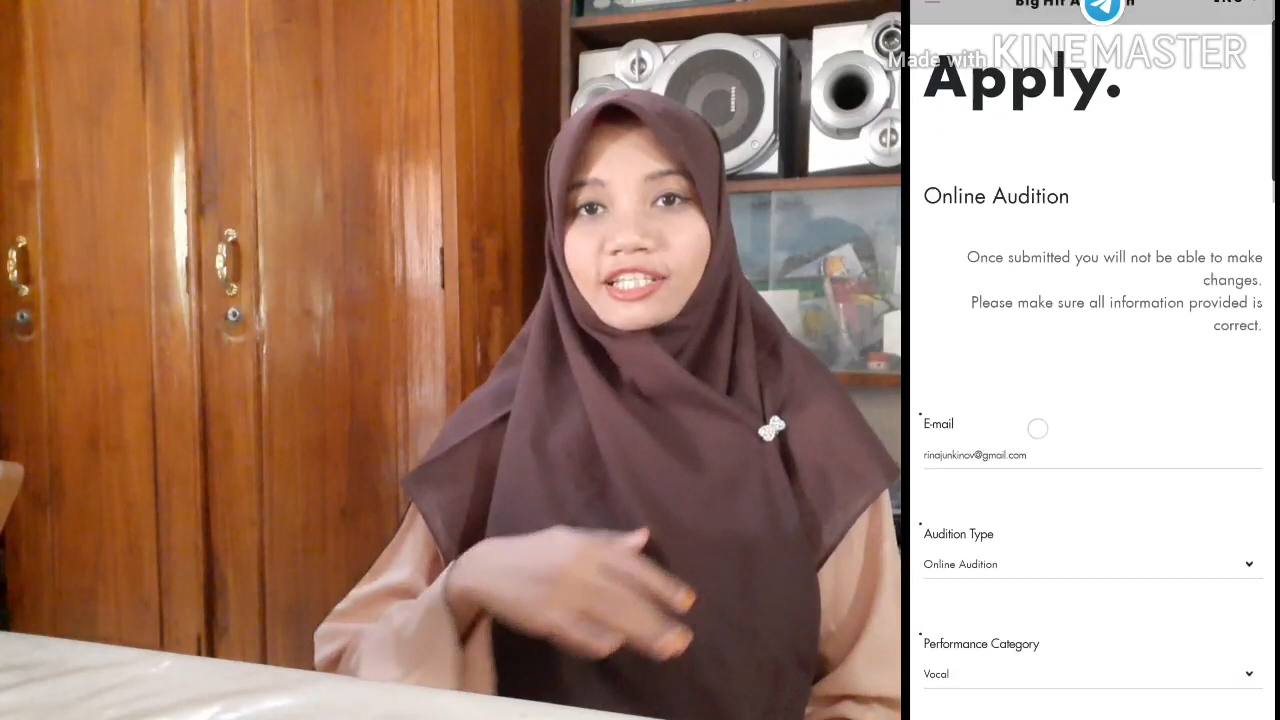 Made with KINEMASTER
Apply.
Online Audition
Once submitted you will not be able to make
changes.
Please make sure all information provided is
correct.
E-mail
rinajunkinov@gmail.com
Audition Type
Online Audition
Performance Category
Vocal